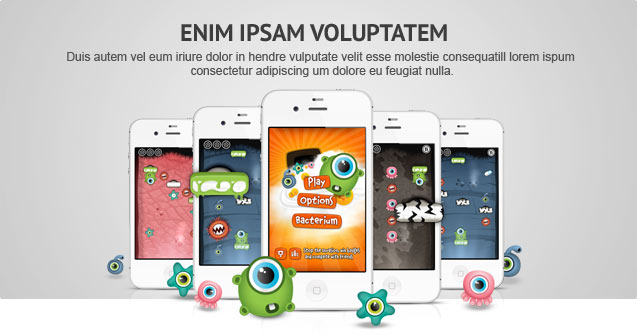 ENIM IPSAM VOLUPTATEM
Duis autem vel eum iriure dolor in hendre vulputate velit esse molestie consequatill lorem ispum
consectetur adipiscing um dolore eu feugiat nulla.
Play
Options
Bacterium